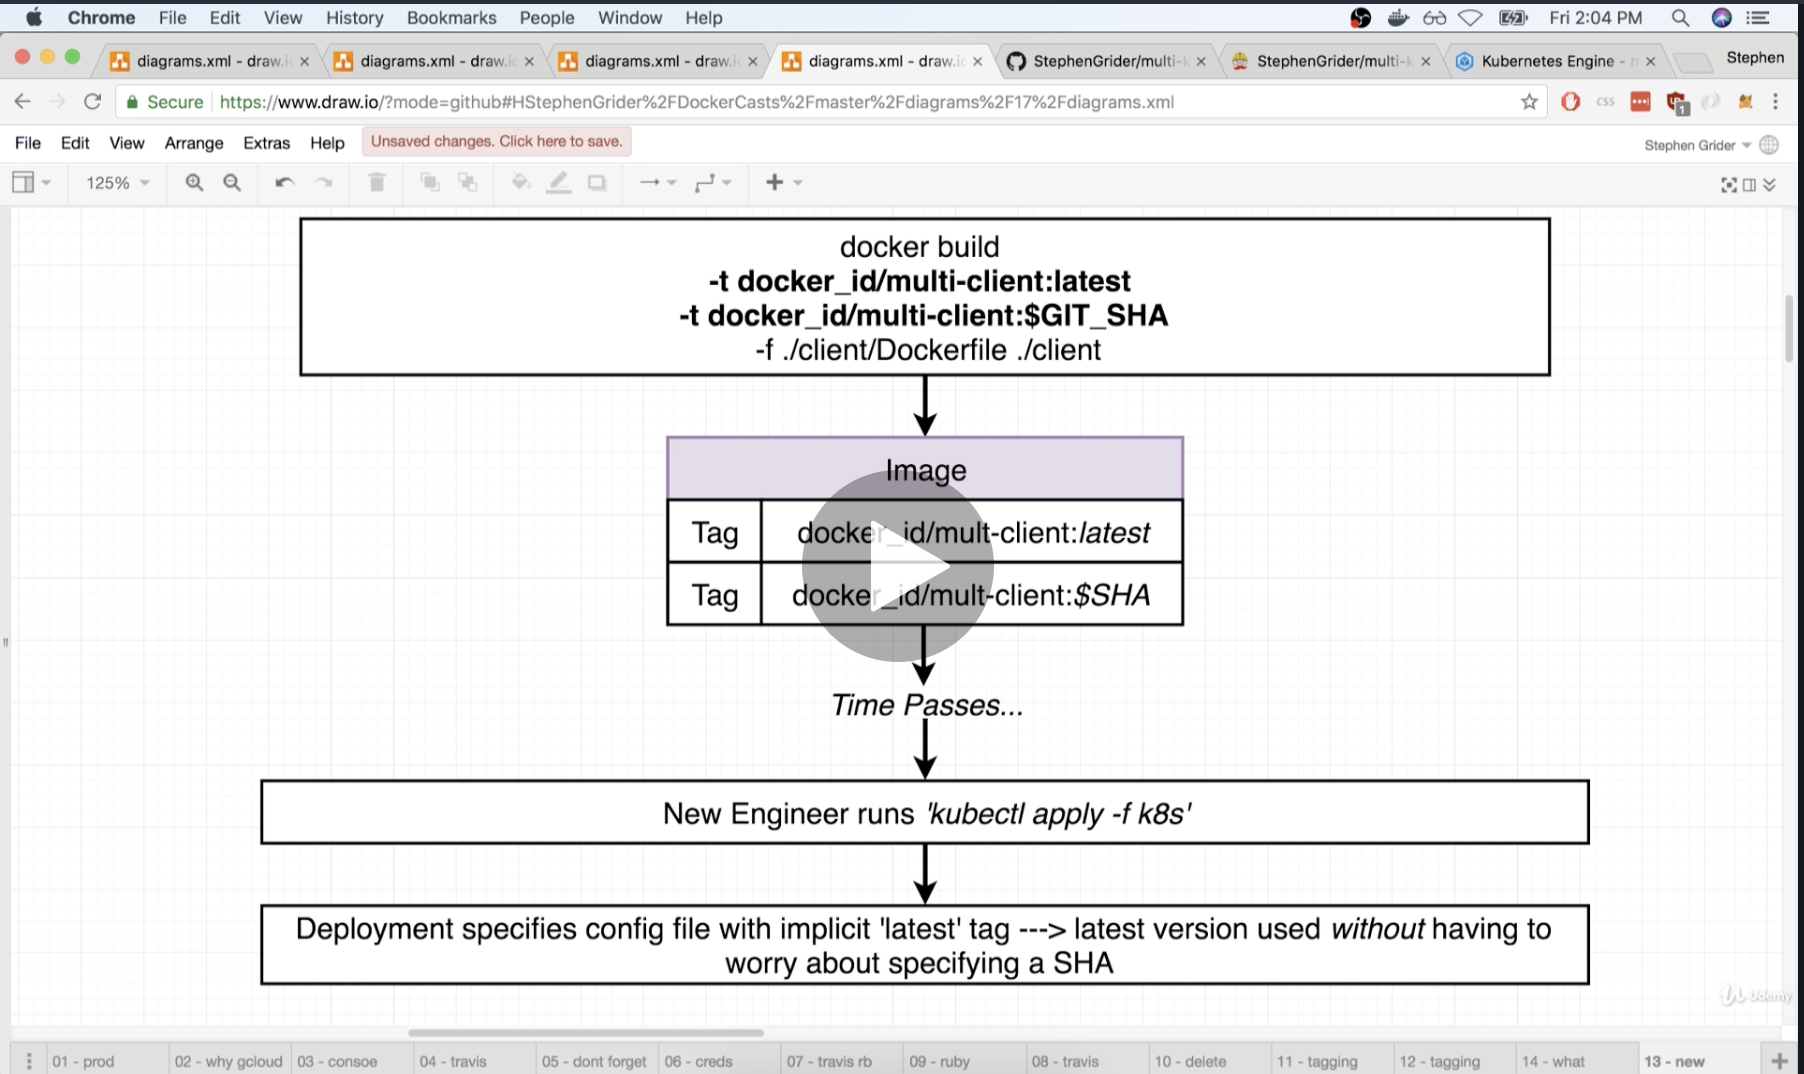 Chrome File Edit View History Bookmarks People Window Help Fri 2:04 PM
diagrams.xml - draw.i diagrams.xml - draw.i diagrams.xml - draw. diagrams.xml - draw.i StephenGrider/multi- StephenGrider/multi- Kubernetes Engine - Stephen
Secure https://www.draw.io/?mode=github#HStephenGrider%2FDockerCasts%2Fmaster%2Fdiagrams%2F17%2Fdiagrams.xml css 1
File Edit View Arrange Extras Help Unsaved changes. Click here to save. Stephen Grider
125%
docker build
-t docker_id/multi-client:latest
-t docker_id/multi-client:$GIT_SHA
-f ./client/Dockerfile ./client
Image
Tag docker_id/mult-client:latest
Tag docker_id/mult-client:$SHA
Time Passes...
New Engineer runs 'kubectl apply -f k8s'
Deployment specifies config file with implicit 'latest' tag ---> latest version used without having to
worry about specifying a SHA
Udemy
01 - prod 02 - why gcloud 03 - consoe 04 - travis 05 - dont forget 06 - creds 07 - travis rb 09 - ruby 08 - travis 10 - delete 11 - tagging 12 - tagging 14 - what 13 - new